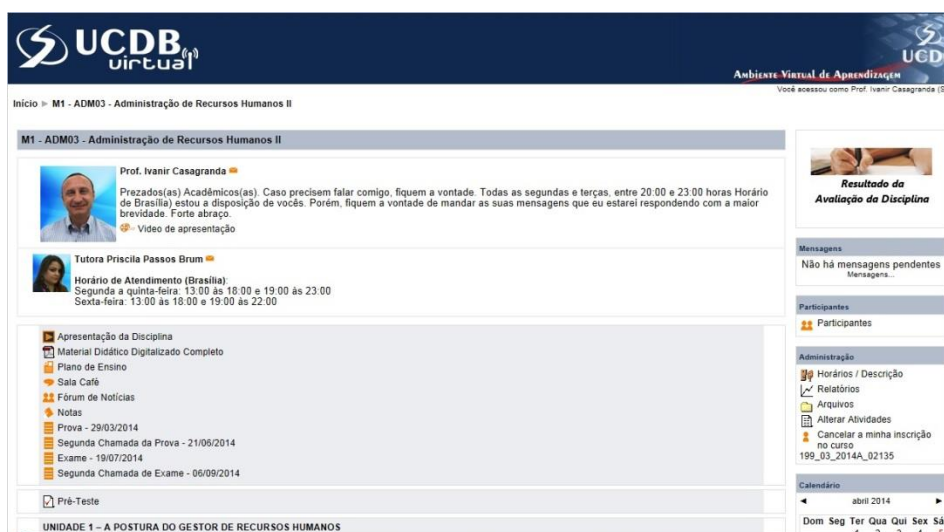 UCDB
virtual
UCD
Ambiente Virtual de Aprendizagem
Você acessou como Prof. Ivanir Casagranda (S
Início ► M1 - ADM03 - Administração de Recursos Humanos II
M1 - ADM03 - Administração de Recursos Humanos II
Prof. Ivanir Casagranda
Prezados(as) Acadêmicos(as). Caso precisem falar comigo, fiquem a vontade. Todas as segundas e terças, entre 20:00 e 23:00 horas Horário
de Brasília) estou a disposição de vocês. Porém, fiquem a vontade de mandar as suas mensagens que eu estarei respondendo com a maior
brevidade. Forte abraço.
Video de apresentação
Tutora Priscila Passos Brum
Horário de Atendimento (Brasília):
Segunda a quinta-feira: 13:00 às 18:00 e 19:00 às 23:00
Sexta-feira: 13:00 às 18:00 e 19:00 às 22:00
Apresentação da Disciplina
Material Didático Digitalizado Completo
Plano de Ensino
Sala Café
Fórum de Notícias
Notas
Prova - 29/03/2014
Segunda Chamada da Prova - 21/06/2014
Exame - 19/07/2014
Segunda Chamada de Exame - 06/09/2014
Pré-Teste
UNIDADE 1 – A POSTURA DO GESTOR DE RECURSOS HUMANOS
Resultado da
Avaliação da Disciplina
Mensagens
Não há mensagens pendentes
Mensagens...
Participantes
Participantes
Administração
Horários / Descrição
Relatórios
Arquivos
Alterar Atividades
Cancelar a minha inscrição
no curso
199_03_2014A_02135
Calendário
◄ abril 2014 ►
Dom Seg Ter Qua Qui Sex Sá
1 2 3 4 5